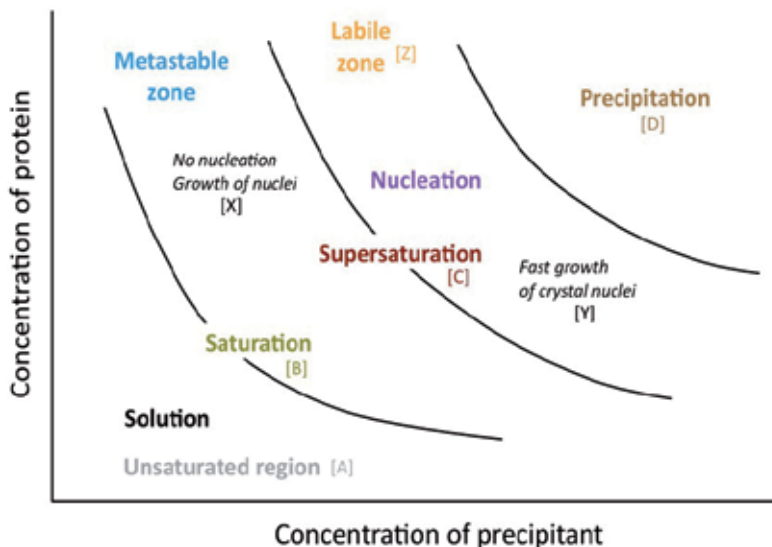 Concentration of protein
Metastable
zone
Labile
zone [Z]
Precipitation
[D]
No nucleation
Growth of nuclei
[X]
Nucleation
Supersaturation
[C]
Fast growth
of crystal nuclei
[Y]
Saturation
[B]
Solution
Unsaturated region [A]
Concentration of precipitant